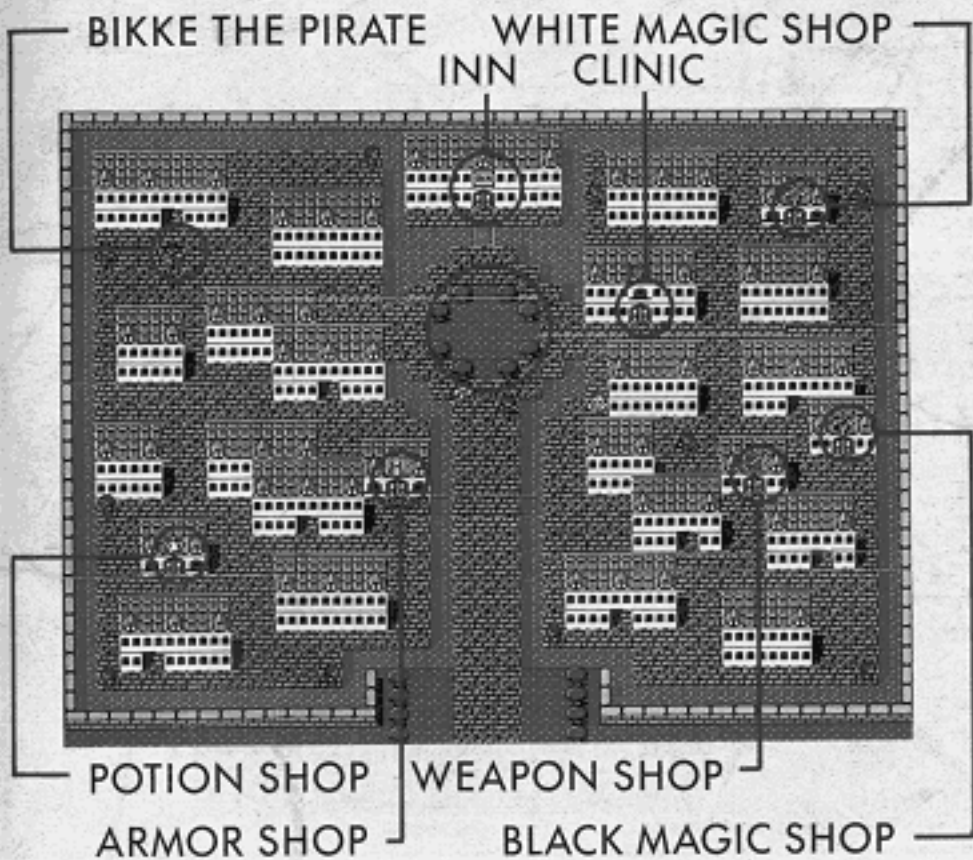 BIKKE THE PIRATE
WHITE MAGIC SHOP
INN
CLINIC
POTION SHOP
WEAPON SHOP
ARMOR SHOP
BLACK MAGIC SHOP